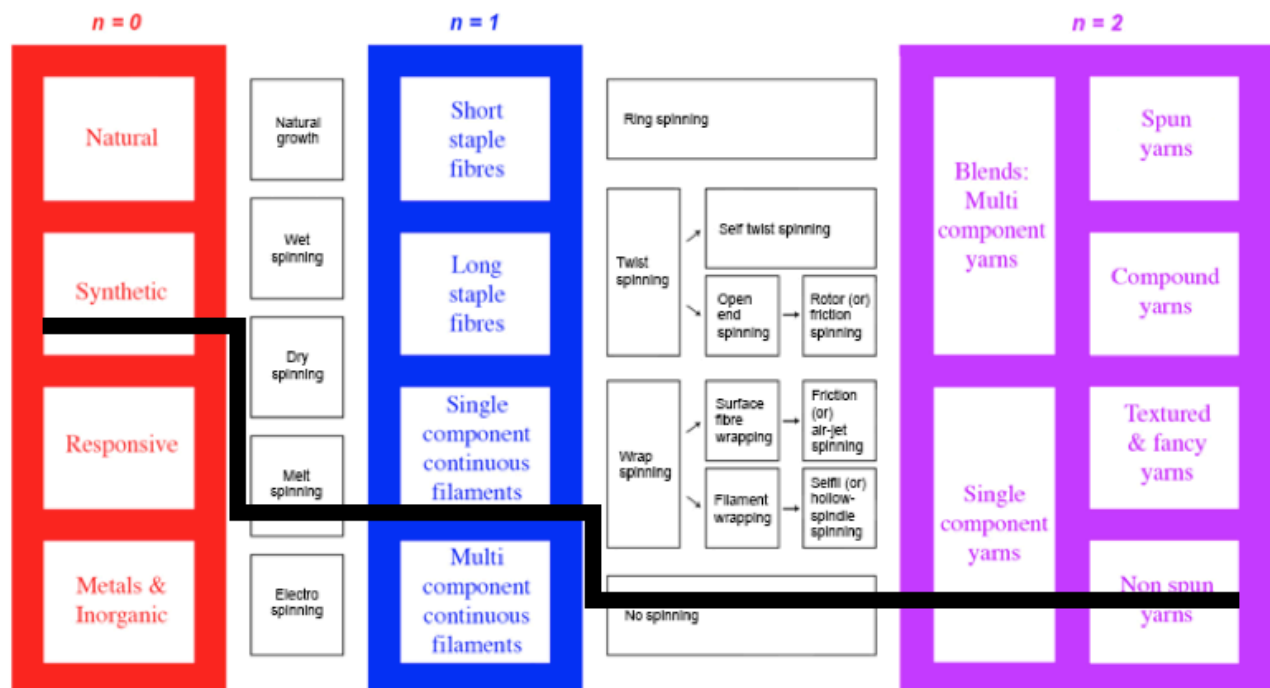 n = 0
n = 1
n = 2
Natural
Synthetic
Responsive
Metals &
Inorganic
Natural
growth
Wet
spinning
Dry
spinning
Melt
spinning
Electro
spinning
Short
staple
fibres
Long
staple
fibres
Single
component
continuous
filaments
Multi
component
continuous
filaments
Ring spinning
Twist
spinning
Self twist spinning
Open
end
spinning
Rotor (or)
friction
spinning
Wrap
spinning
Surface
fibre
wrapping
Friction
(or)
air-jet
spinning
Filament
wrapping
Selfil (or)
hollow-
spindle
spinning
No spinning
Blends:
Multi
component
yarns
Single
component
yarns
Spun
yarns
Compound
yarns
Textured
& fancy
yarns
Non spun
yarns